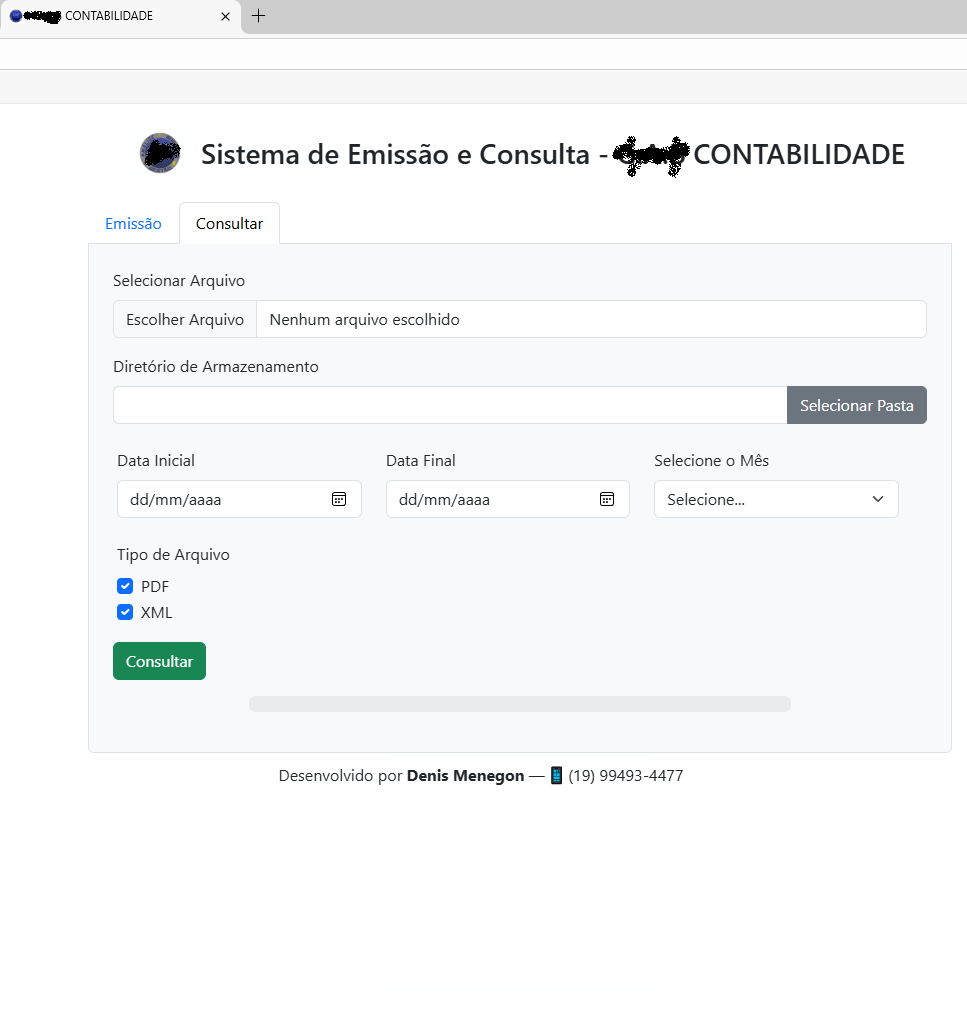 CONTABILIDADE
Sistema de Emissão e Consulta - CONTABILIDADE
Emissão
Consultar
Selecionar Arquivo
Escolher Arquivo
Nenhum arquivo escolhido
Diretório de Armazenamento
Selecionar Pasta
Data Inicial
Data Final
Selecione o Mês
dd/mm/aaaa
dd/mm/aaaa
Selecione...
Tipo de Arquivo
PDF
XML
Consultar
Desenvolvido por Denis Menegon — (19) 99493-4477